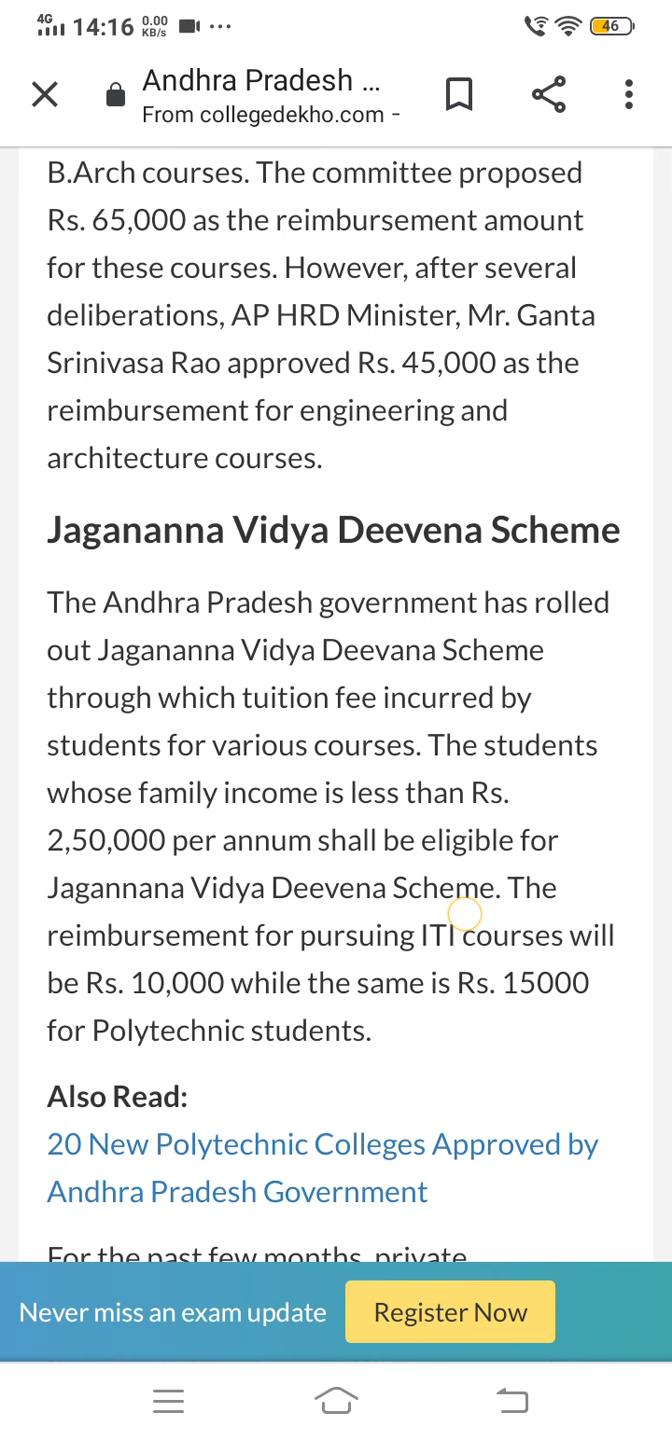 4G 14:16 0.00 KB/s ... 46
Andhra Pradesh ...
From collegedekho.com -
B.Arch courses. The committee proposed
Rs. 65,000 as the reimbursement amount
for these courses. However, after several
deliberations, AP HRD Minister, Mr. Ganta
Srinivasa Rao approved Rs. 45,000 as the
reimbursement for engineering and
architecture courses.
Jagananna Vidya Deevena Scheme
The Andhra Pradesh government has rolled
out Jagananna Vidya Deevana Scheme
through which tuition fee incurred by
students for various courses. The students
whose family income is less than Rs.
2,50,000 per annum shall be eligible for
Jagannana Vidya Deevena Scheme. The
reimbursement for pursuing ITI courses will
be Rs. 10,000 while the same is Rs. 15000
for Polytechnic students.
Also Read:
20 New Polytechnic Colleges Approved by
Andhra Pradesh Government
For the past few months, private
Never miss an exam update Register Now